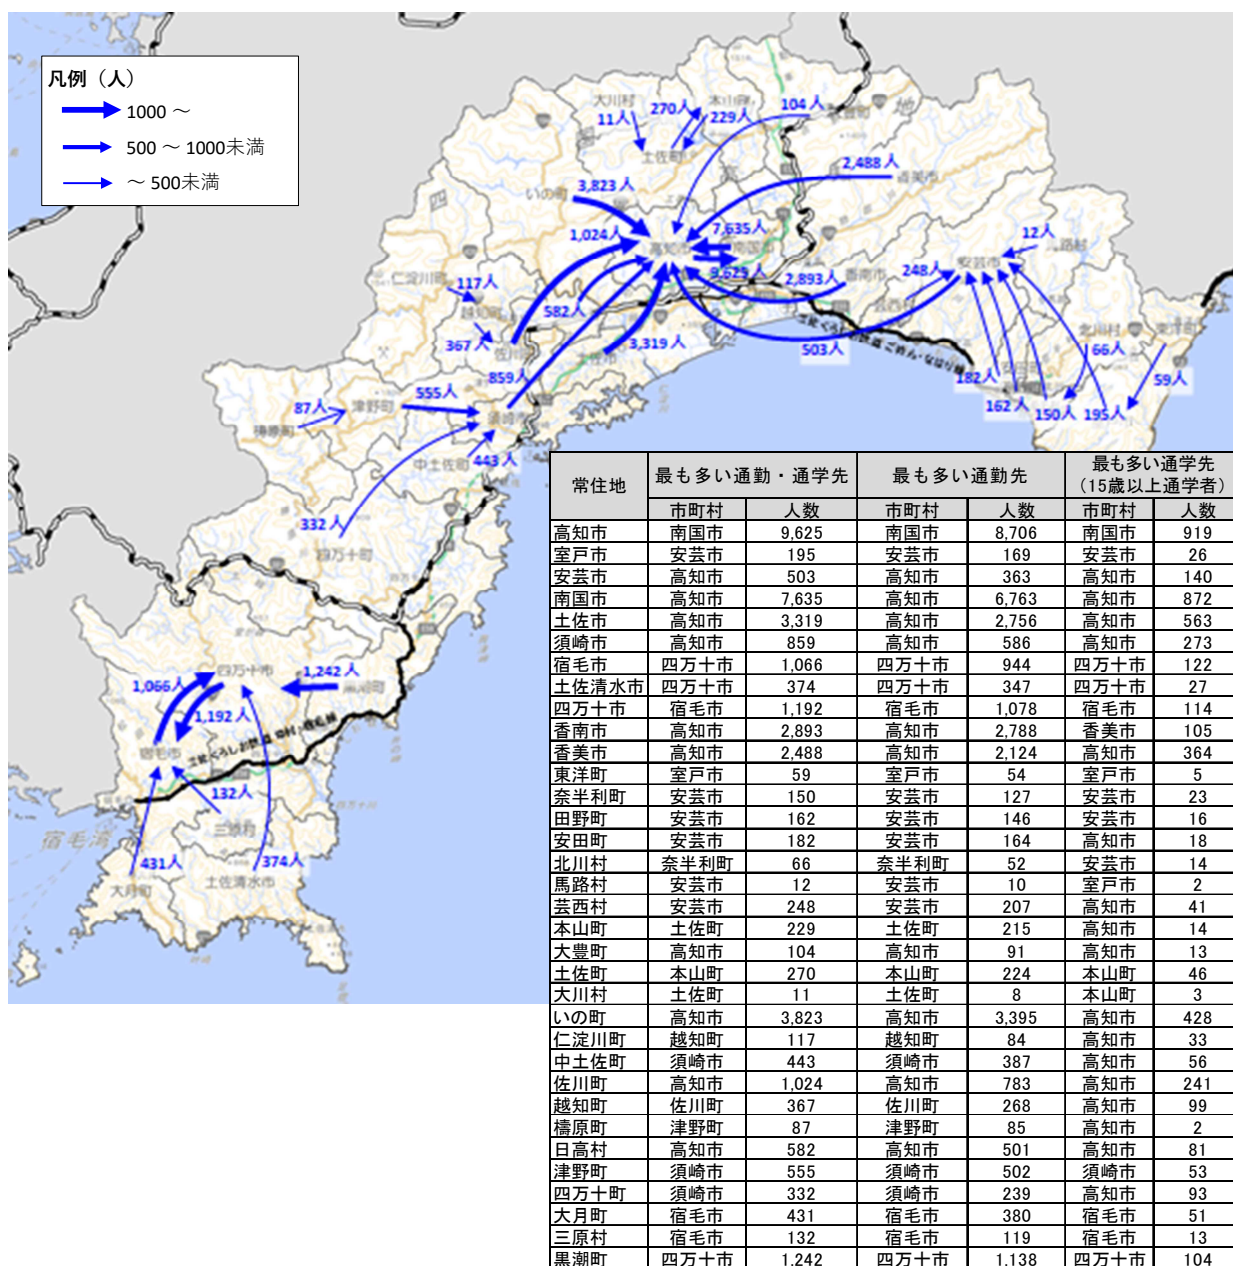 凡例（人）
1000 ～
500 ～ 1000未満
～ 500未満
大川村
11人
270人
本山町
229人
104人
大豊町
土佐町
地
2,488人
香美市
いの町
3,823人
1,024人
高知市
7,635人
南国市
9,625人
2,893人
香南市
248人
安芸市
12人
馬路村
芸西村
仁淀川町
117人
越知町
582人
367人
佐川町
3,319人
土佐市
503人
北川村
東洋町
66人
859人
555人
182人
162人
150人
195人
59人
87人
津野町
須崎市
梼原町
中土佐町
443人
332人
四万十町
四万十市
1,242人
黒潮町
1,066人
1,192人
宿毛市
132人
三原村
宿毛湾
431人
374人
大月町
土佐清水市
常住地 最も多い通勤・通学先 最も多い通勤先 最も多い通学先
（15歳以上通学者）
市町村 人数 市町村 人数 市町村 人数
高知市 南国市 9,625 南国市 8,706 南国市 919
室戸市 安芸市 195 安芸市 169 安芸市 26
安芸市 高知市 503 高知市 363 高知市 140
南国市 高知市 7,635 高知市 6,763 高知市 872
土佐市 高知市 3,319 高知市 2,756 高知市 563
須崎市 高知市 859 高知市 586 高知市 273
宿毛市 四万十市 1,066 四万十市 944 四万十市 122
土佐清水市 四万十市 374 四万十市 347 四万十市 27
四万十市 宿毛市 1,192 宿毛市 1,078 宿毛市 114
香南市 高知市 2,893 高知市 2,788 香美市 105
香美市 高知市 2,488 高知市 2,124 高知市 364
東洋町 室戸市 59 室戸市 54 室戸市 5
奈半利町 安芸市 150 安芸市 127 安芸市 23
田野町 安芸市 162 安芸市 146 安芸市 16
安田町 安芸市 182 安芸市 164 高知市 18
北川村 奈半利町 66 奈半利町 52 安芸市 14
馬路村 安芸市 12 安芸市 10 室戸市 2
芸西村 安芸市 248 安芸市 207 高知市 41
本山町 土佐町 229 土佐町 215 高知市 14
大豊町 高知市 104 高知市 91 高知市 13
土佐町 本山町 270 本山町 224 本山町 46
大川村 土佐町 11 土佐町 8 本山町 3
いの町 高知市 3,823 高知市 3,395 高知市 428
仁淀川町 越知町 117 越知町 84 高知市 33
中土佐町 須崎市 443 須崎市 387 高知市 56
佐川町 高知市 1,024 高知市 783 高知市 241
越知町 佐川町 367 佐川町 268 高知市 99
檮原町 津野町 87 津野町 85 高知市 2
日高村 高知市 582 高知市 501 高知市 81
津野町 須崎市 555 須崎市 502 須崎市 53
四万十町 須崎市 332 須崎市 239 高知市 93
大月町 宿毛市 431 宿毛市 380 宿毛市 51
三原村 宿毛市 132 宿毛市 119 宿毛市 13
黒潮町 四万十市 1,242 四万十市 1,138 四万十市 104